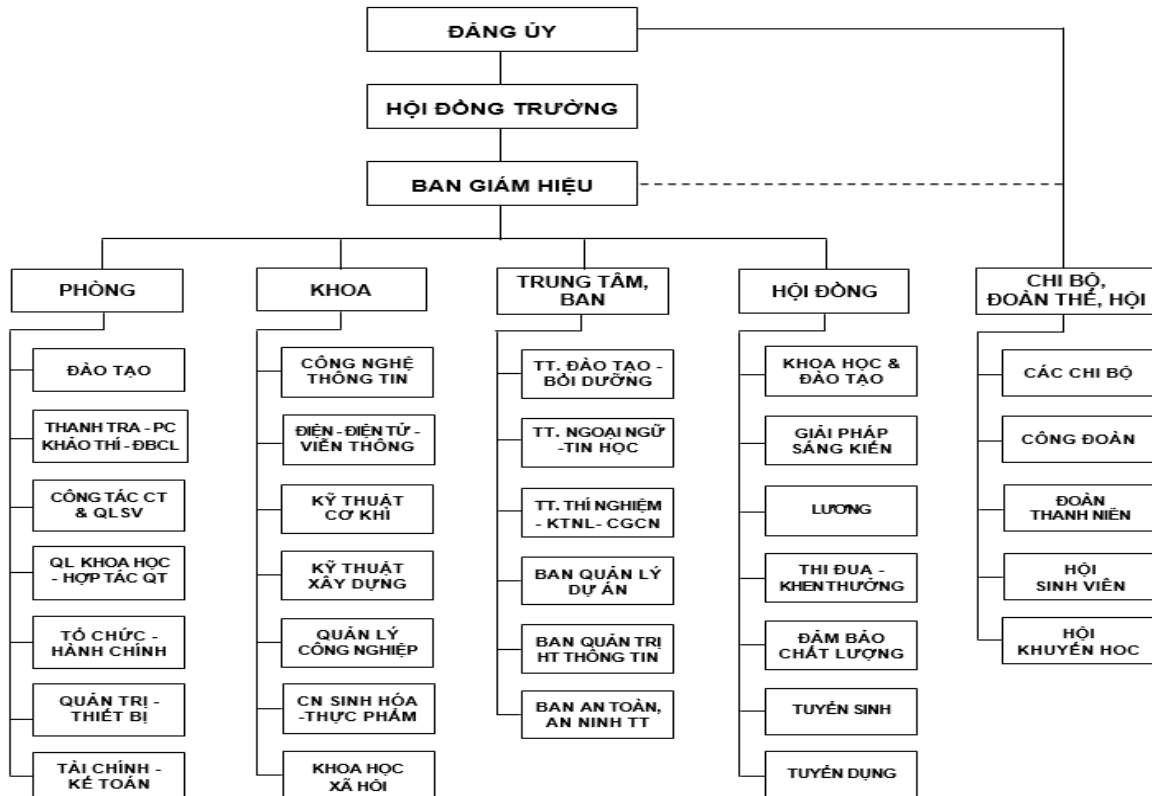 ĐẢNG ỦY
HỘI ĐỒNG TRƯỜNG
BAN GIÁM HIỆU
PHÒNG
ĐÀO TẠO
THANH TRA - PC
KHẢO THÍ - ĐBCL
CÔNG TÁC CT
& QLSV
QL KHOA HỌC
- HỢP TÁC QT
TỔ CHỨC -
HÀNH CHÍNH
QUẢN TRỊ -
THIẾT BỊ
TÀI CHÍNH -
KẾ TOÁN
KHOA
CÔNG NGHỆ
THÔNG TIN
ĐIỆN - ĐIỆN TỬ -
VIỄN THÔNG
KỸ THUẬT
CƠ KHÍ
KỸ THUẬT
XÂY DỰNG
QUẢN LÝ
CÔNG NGHIỆP
CN SINH HÓA
-THỰC PHẨM
KHOA HỌC
XÃ HỘI
TRUNG TÂM,
BAN
TT. ĐÀO TẠO -
BỒI DƯỠNG
TT. NGOẠI NGỮ
-TIN HỌC
TT. THÍ NGHIỆM
- KTNL- CGCN
BAN QUẢN LÝ
DỰ ÁN
BAN QUẢN TRỊ
HT THÔNG TIN
BAN AN TOÀN,
AN NINH TT
HỘI ĐỒNG
KHOA HỌC &
ĐÀO TẠO
GIẢI PHÁP
SÁNG KIẾN
LƯƠNG
THI ĐUA -
KHEN THƯỞNG
ĐẢM BẢO
CHẤT LƯỢNG
TUYỂN SINH
TUYỂN DỤNG
CHI BỘ,
ĐOÀN THỂ, HỘI
CÁC CHI BỘ
CÔNG ĐOÀN
ĐOÀN
THANH NIÊN
HỘI
SINH VIÊN
HỘI
KHUYẾN HỌC